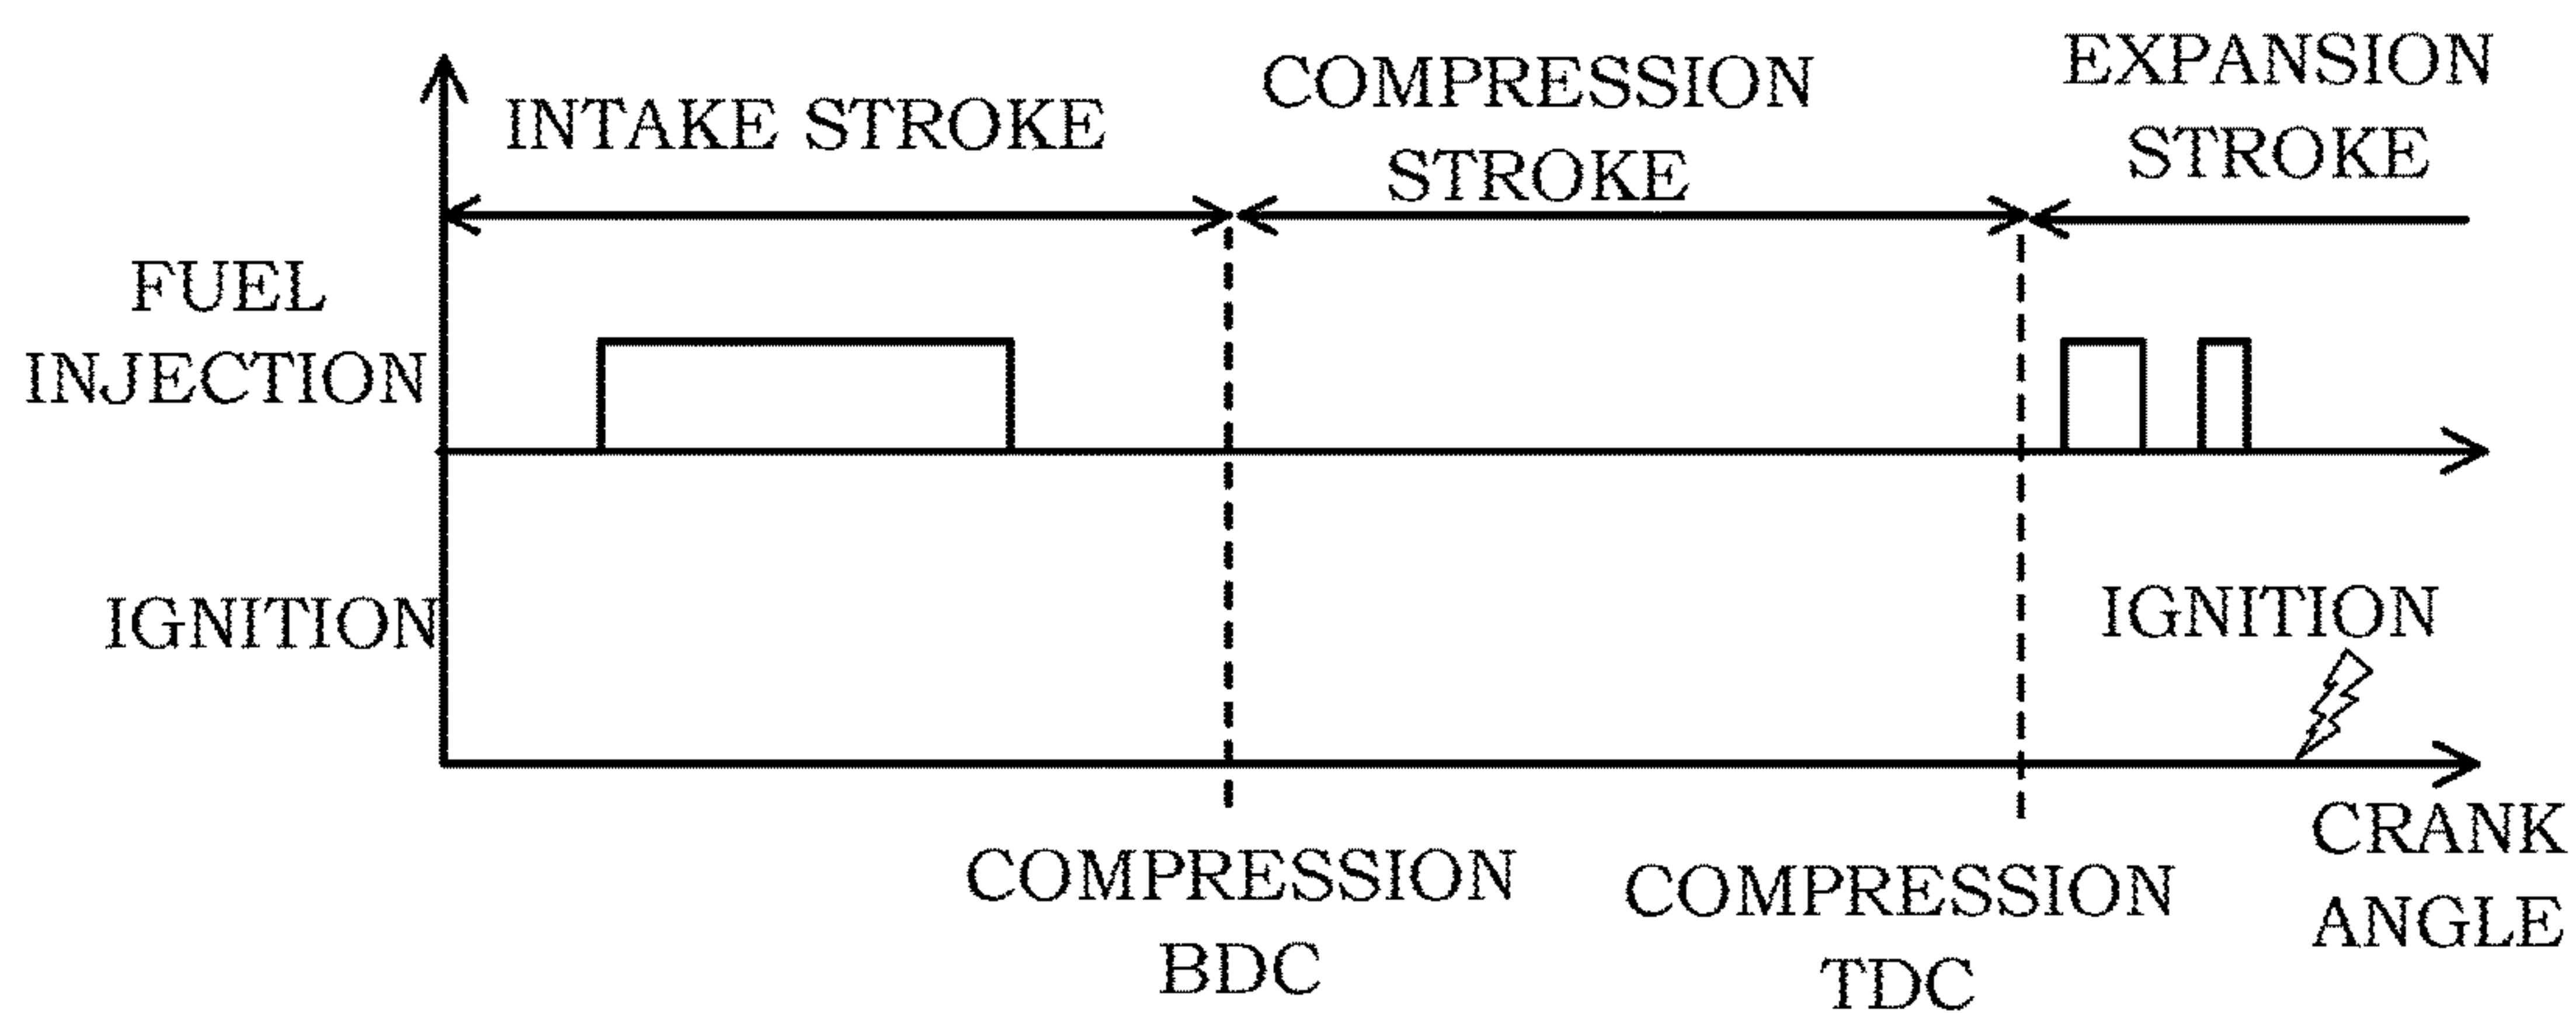 INTAKE STROKE
COMPRESSION
STROKE
EXPANSION
STROKE
FUEL
INJECTION
IGNITION
IGNITION
COMPRESSION
BDC
COMPRESSION
TDC
CRANK
ANGLE